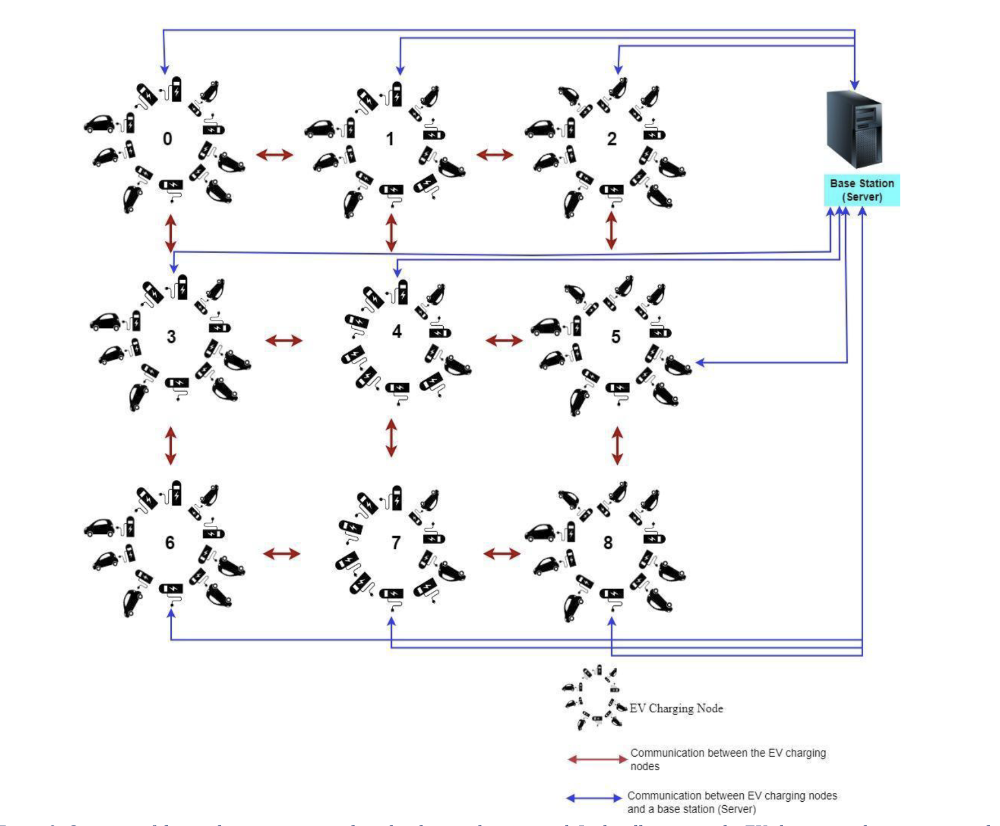 0
1
2
Base Station
(Server)
3
4
5
6
7
8
EV Charging Node
Communication between the EV charging
nodes
Communication between EV charging nodes
and a base station (Server)